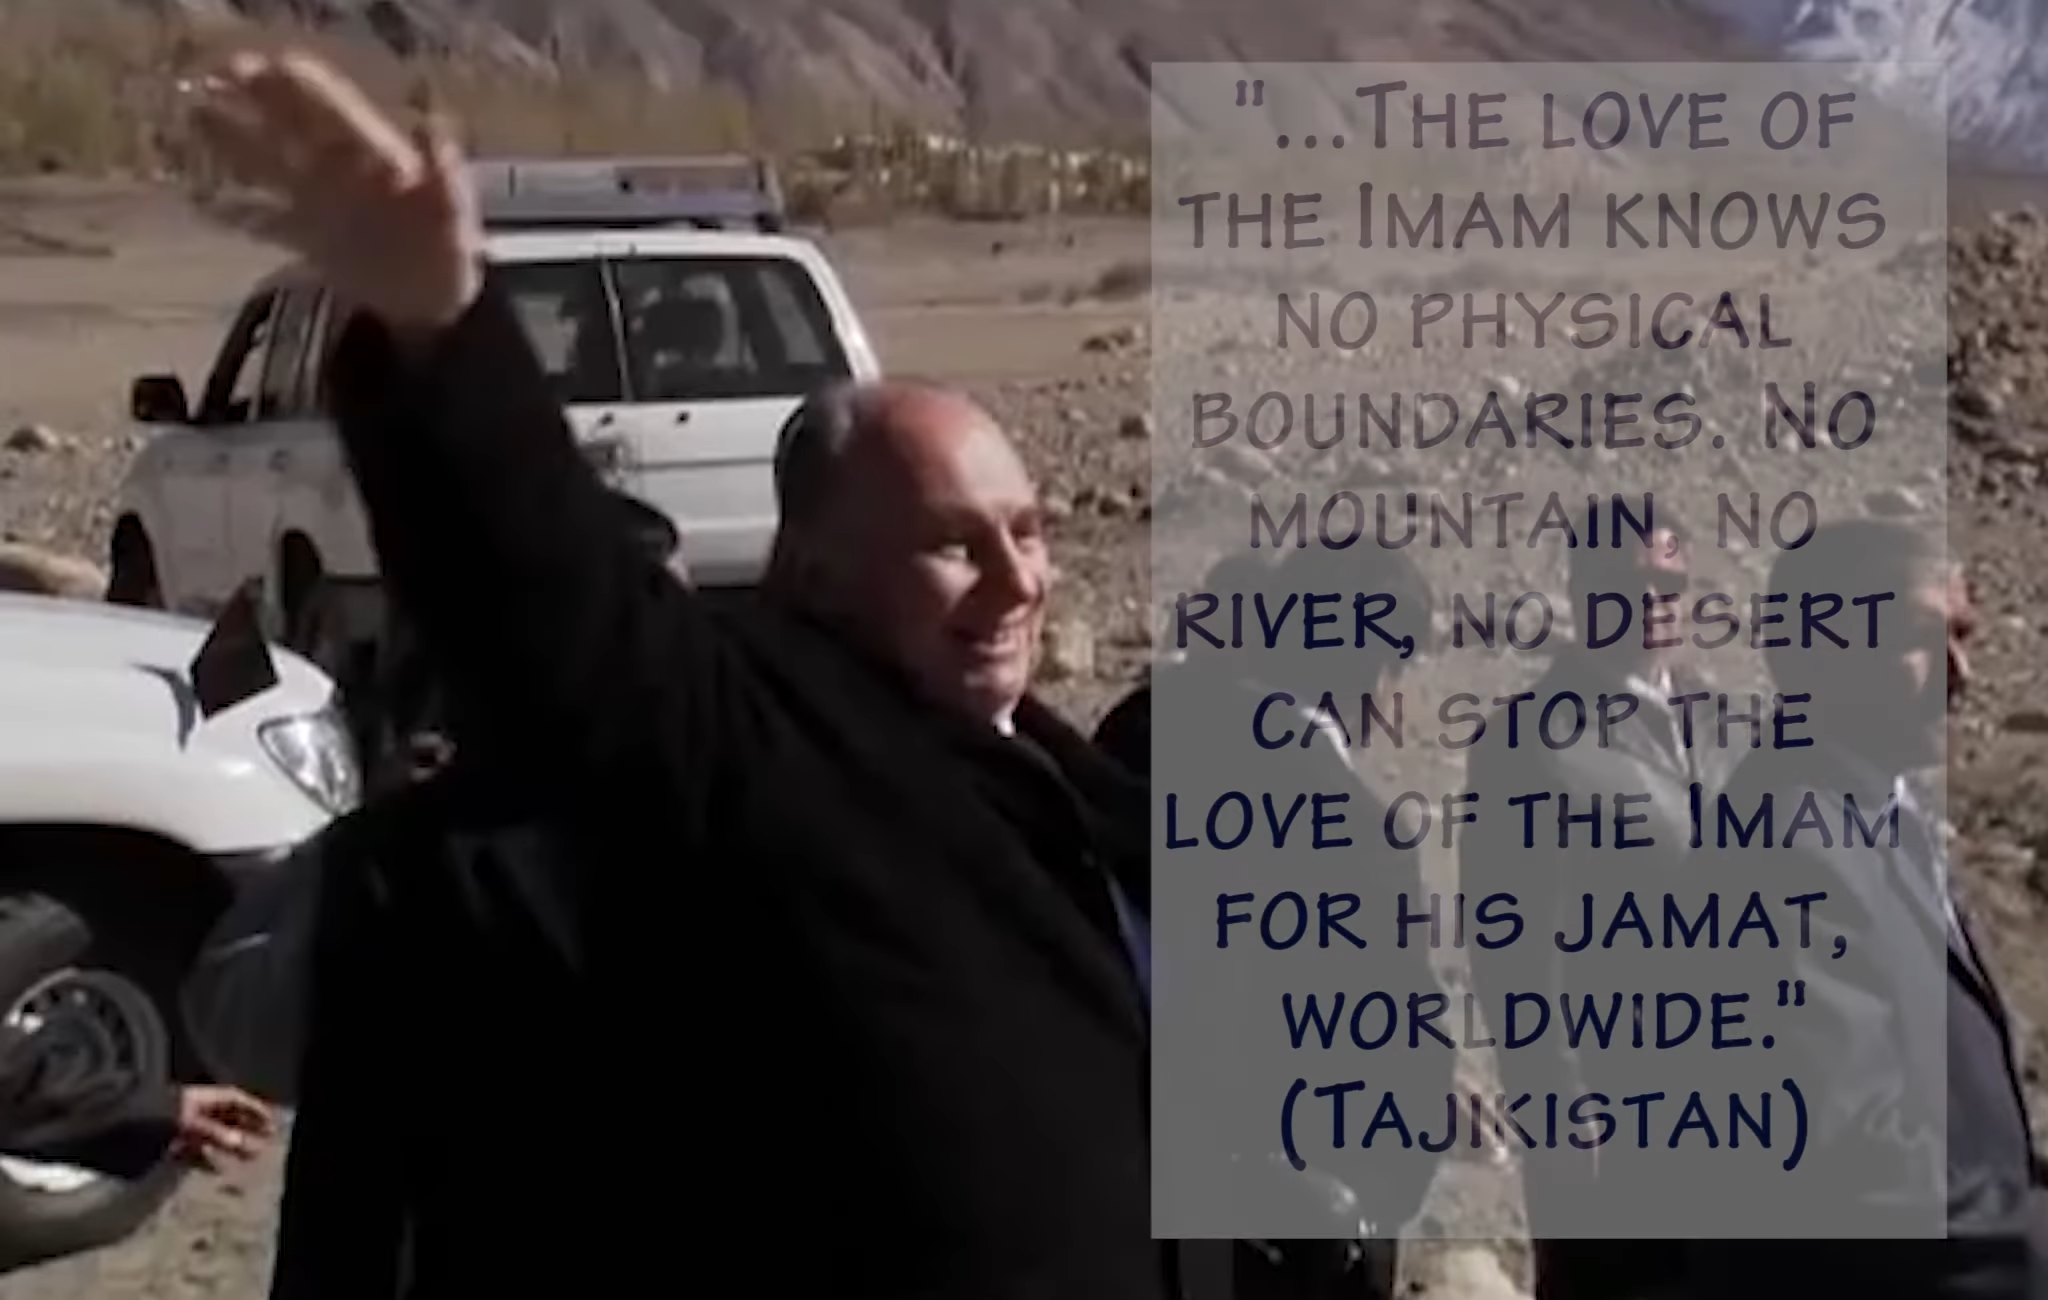 "...The love of
the Imam knows
no physical
boundaries. No
mountain, no
river, no desert
can stop the
love of the Imam
for his jamat,
worldwide."
(Tajikistan)